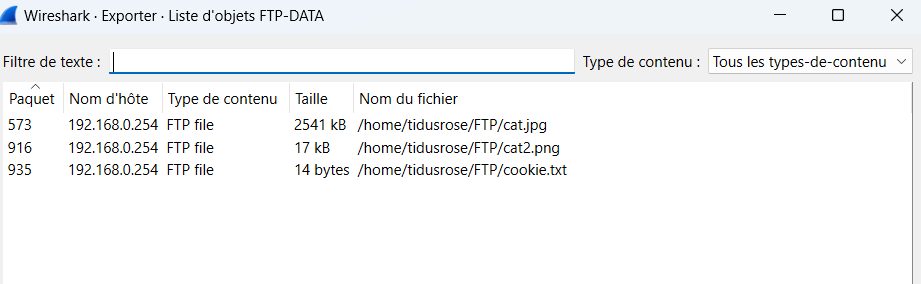 Wireshark · Exporter · Liste d'objets FTP-DATA
Filtre de texte : Type de contenu : Tous les types-de-contenu
Paquet Nom d'hôte Type de contenu Taille Nom du fichier
573 192.168.0.254 FTP file 2541 kB /home/tidusrose/FTP/cat.jpg
916 192.168.0.254 FTP file 17 kB /home/tidusrose/FTP/cat2.png
935 192.168.0.254 FTP file 14 bytes /home/tidusrose/FTP/cookie.txt